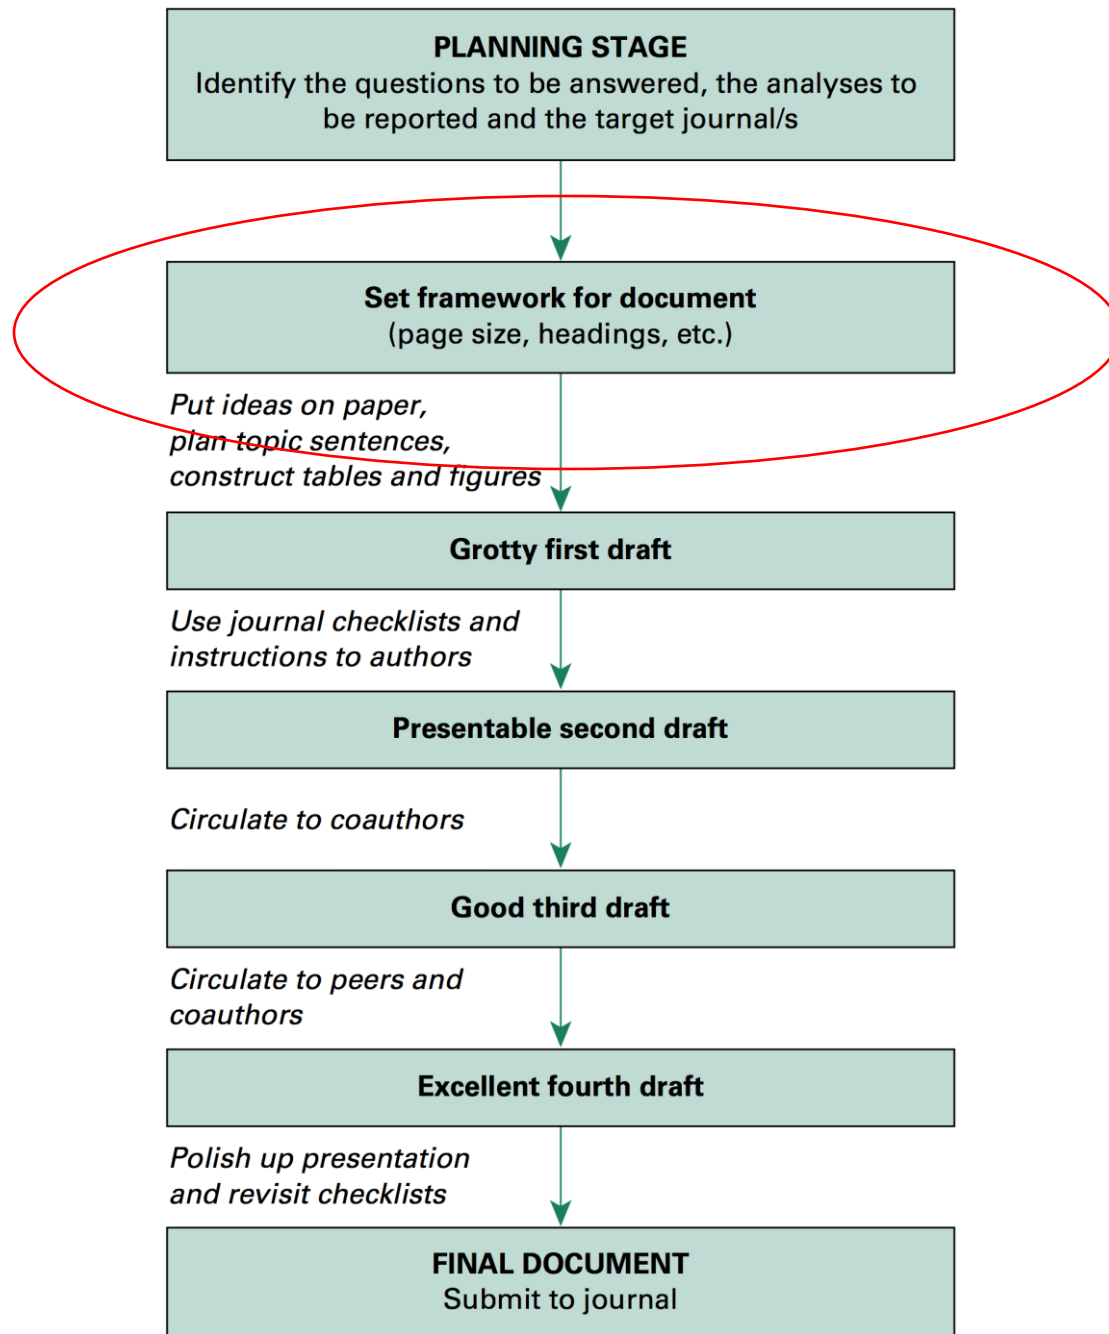 PLANNING STAGE
Identify the questions to be answered, the analyses to
be reported and the target journal/s
Set framework for document
(page size, headings, etc.)
Put ideas on paper,
plan topic sentences,
construct tables and figures
Grotty first draft
Use journal checklists and
instructions to authors
Presentable second draft
Circulate to coauthors
Good third draft
Circulate to peers and
coauthors
Excellent fourth draft
Polish up presentation
and revisit checklists
FINAL DOCUMENT
Submit to journal